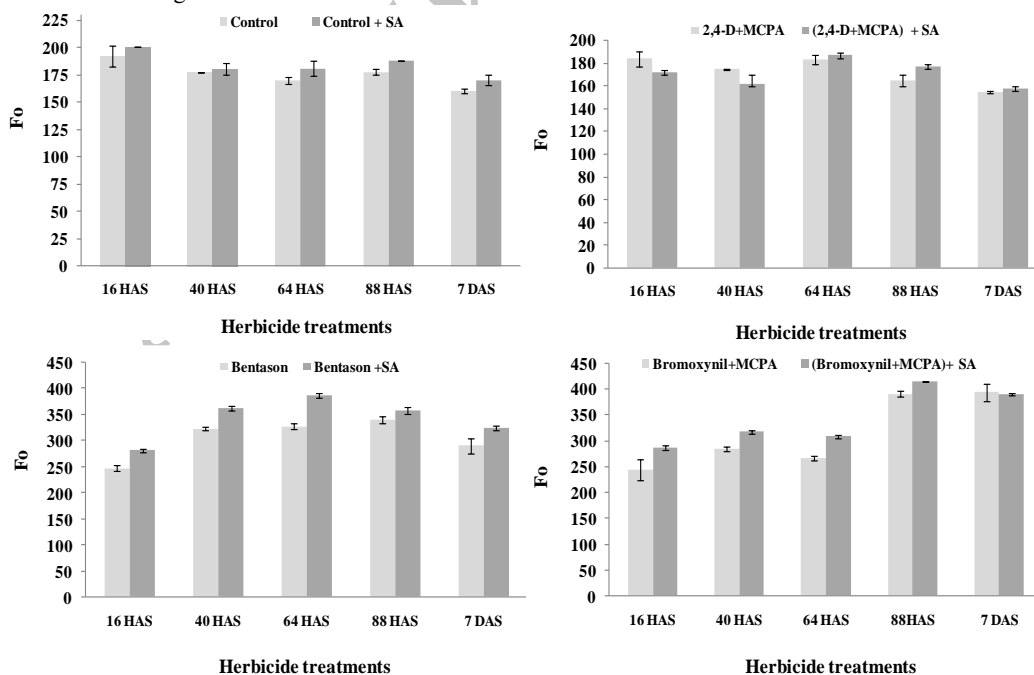 Control Control + SA
225
200
175
150
125
100
75
50
25
0
Fo
16 HAS 40 HAS 64 HAS 88 HAS 7 DAS
Herbicide treatments
2,4-D+MCPA (2,4-D+MCPA) + SA
200
180
160
140
120
100
80
60
40
20
0
Fo
16 HAS 40 HAS 64 HAS 88 HAS 7 DAS
Herbicide treatments
Bentason Bentason +SA
450
400
350
300
250
200
150
100
50
0
Fo
16 HAS 40 HAS 64 HAS 88 HAS 7 DAS
Herbicide treatments
Bromoxynil+MCPA (Bromoxynil+MCPA)+ SA
450
400
350
300
250
200
150
100
50
0
Fo
16 HAS 40 HAS 64 HAS 88HAS 7 DAS
Herbicide treatments